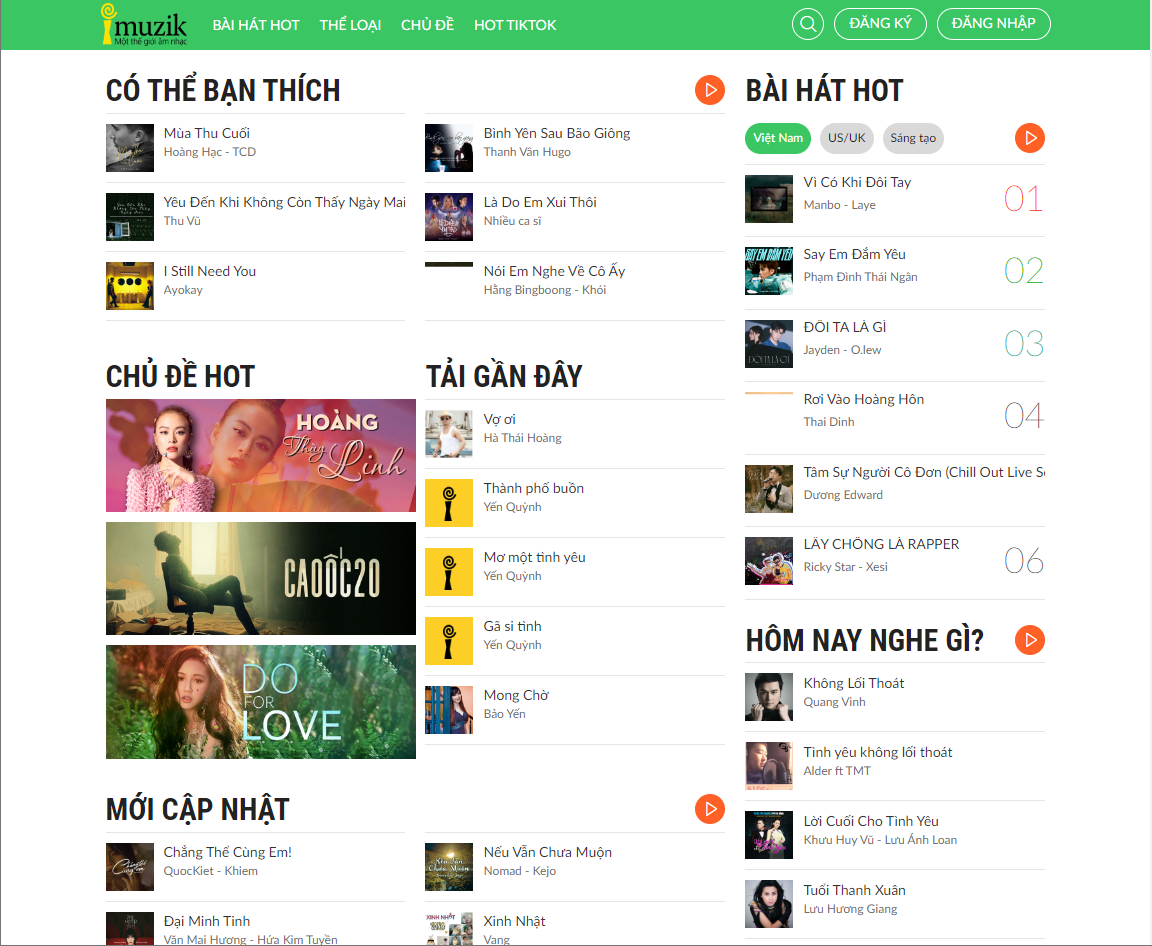 imuzik
Một thế giới âm nhạc
BÀI HÁT HOT
THỂ LOẠI
CHỦ ĐỀ
HOT TIKTOK
ĐĂNG KÝ
ĐĂNG NHẬP
CÓ THỂ BẠN THÍCH
Mùa Thu Cuối
Hoàng Hạc - TCD
Bình Yên Sau Bão Giông
Thanh Vân Hugo
Yêu Đến Khi Không Còn Thấy Ngày Mai
Thu Vũ
Là Do Em Xui Thôi
Nhiều ca sĩ
I Still Need You
Ayokay
Nói Em Nghe Về Cô Ấy
Hằng Bingboong - Khói
CHỦ ĐỀ HOT
HOÀNG
Thùy
Linh
CAOỐC20
DO
FOR
LOVE
TẢI GẦN ĐÂY
Vợ ơi
Hà Thái Hoàng
Thành phố buồn
Yến Quỳnh
Mơ một tình yêu
Yến Quỳnh
Gã si tình
Yến Quỳnh
Mong Chờ
Bảo Yến
MỚI CẬP NHẬT
Chẳng Thể Cùng Em!
QuocKiet - Khiem
Nếu Vẫn Chưa Muộn
Nomad - Kejo
Đại Minh Tinh
Văn Mai Hương - Hứa Kim Tuyền
XINH NHẤT
Xinh Nhật
Vang
BÀI HÁT HOT
Việt Nam
US/UK
Sáng tạo
Vì Có Khi Đôi Tay
Manbo - Laye
01
SAY EM ĐẮM YÊU
Say Em Đắm Yêu
Phạm Đình Thái Ngân
02
ĐÔI TA LÀ GÌ
ĐÔI TA LÀ GÌ
Jayden - O.lew
03
Rơi Vào Hoàng Hôn
Thai Dinh
04
Tâm Sự Người Cô Đơn (Chill Out Live Se
Dương Edward
LẤY CHỒNG LÀ RAPPER
Ricky Star - Xesi
06
HÔM NAY NGHE GÌ?
Không Lối Thoát
Quang Vinh
Tình yêu không lối thoát
Alder ft TMT
Lời Cuối Cho Tình Yêu
Khưu Huy Vũ - Lưu Ánh Loan
Tuổi Thanh Xuân
Lưu Hương Giang